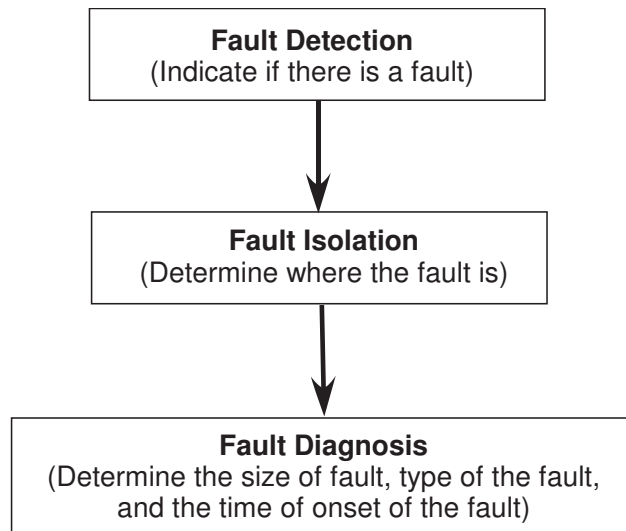 Fault Detection
(Indicate if there is a fault)
Fault Isolation
(Determine where the fault is)
Fault Diagnosis
(Determine the size of fault, type of the fault,
and the time of onset of the fault)